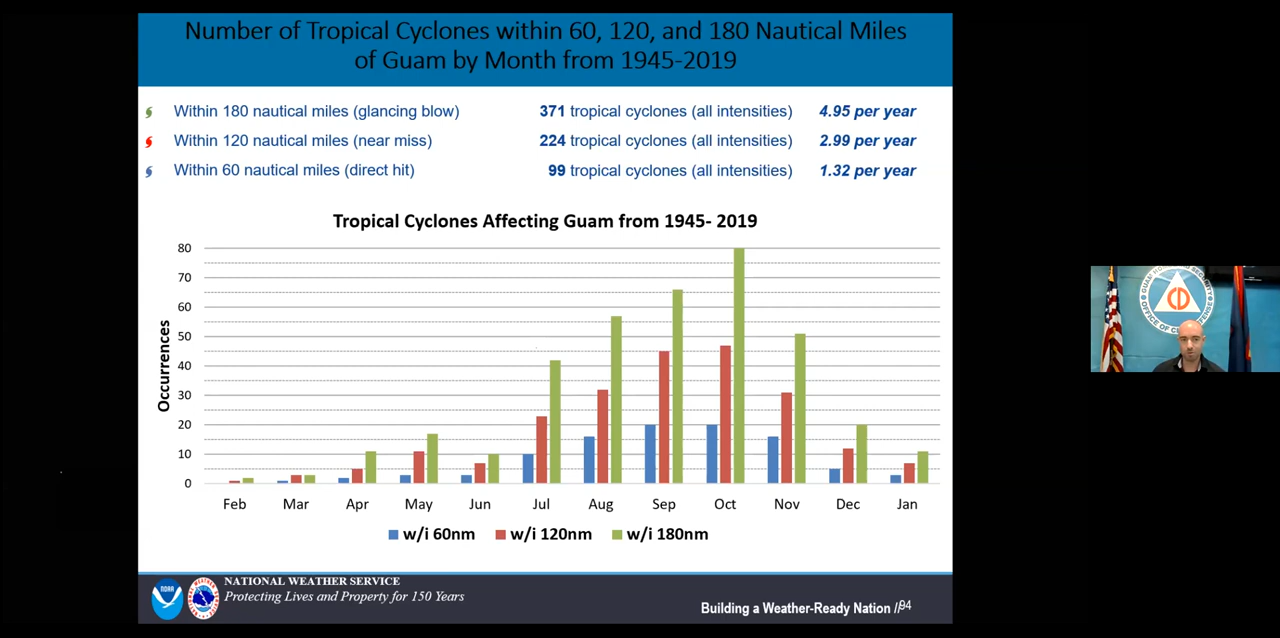 Number of Tropical Cyclones within 60, 120, and 180 Nautical Miles
of Guam by Month from 1945-2019
Within 180 nautical miles (glancing blow) 371 tropical cyclones (all intensities) 4.95 per year
Within 120 nautical miles (near miss) 224 tropical cyclones (all intensities) 2.99 per year
Within 60 nautical miles (direct hit) 99 tropical cyclones (all intensities) 1.32 per year
Tropical Cyclones Affecting Guam from 1945- 2019
Occurrences
80
70
60
50
40
30
20
10
0
Feb Mar Apr May Jun Jul Aug Sep Oct Nov Dec Jan
w/i 60nm w/i 120nm w/i 180nm
NOAA
NATIONAL WEATHER SERVICE
Protecting Lives and Property for 150 Years
Building a Weather-Ready Nation // 94
CD